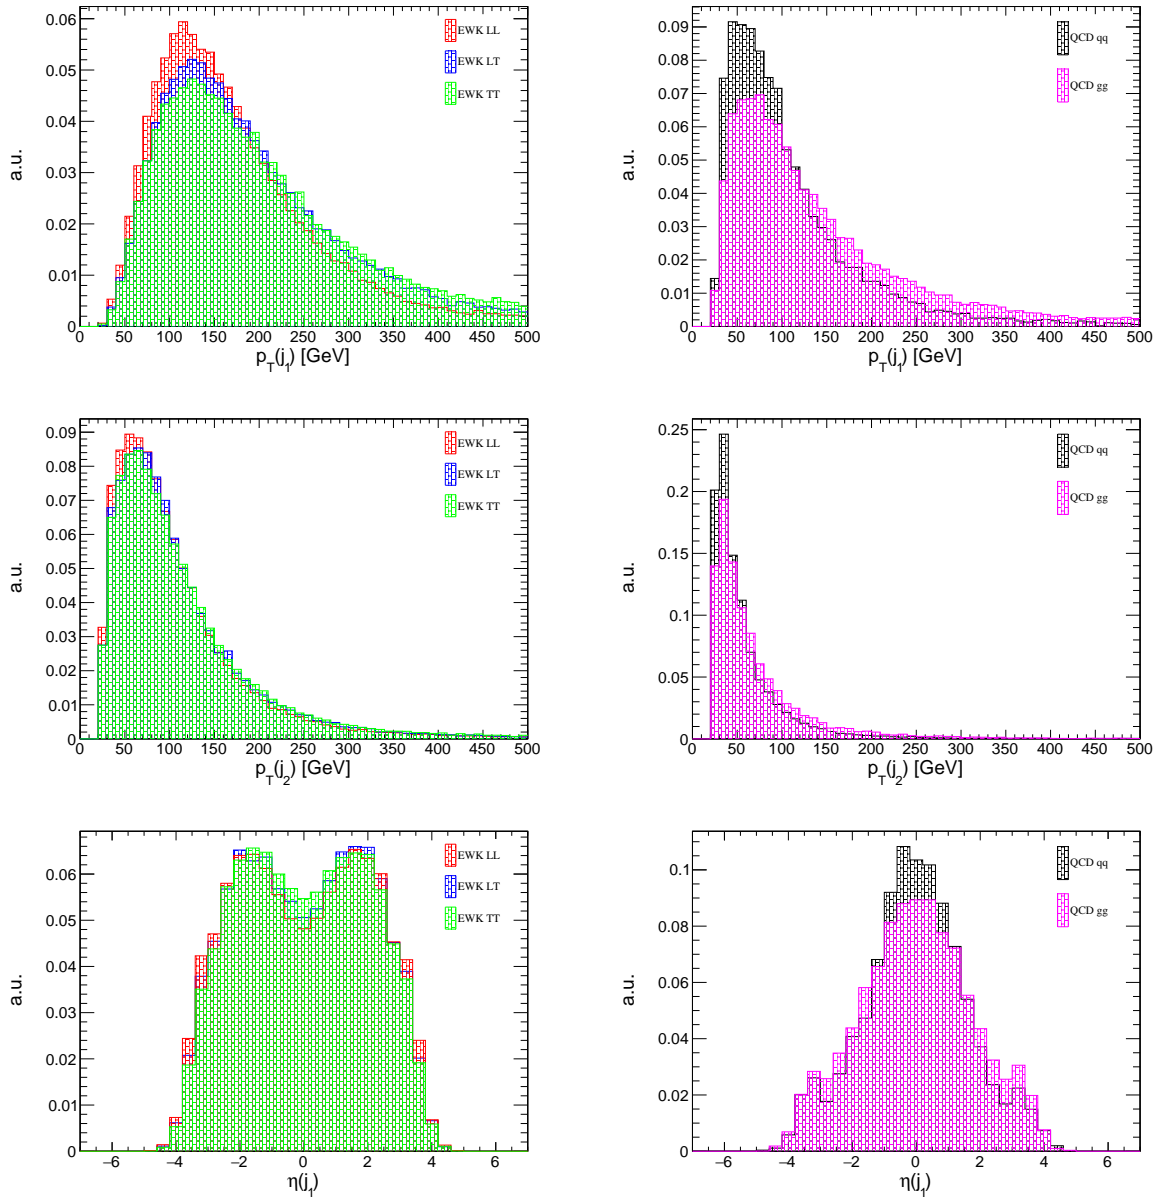 0.06
0.05
0.04
0.03
0.02
0.01
0
a.u.
EWK LL
EWK LT
EWK TT
0 50 100 150 200 250 300 350 400 450 500
p_T(j_1) [GeV]
0.09
0.08
0.07
0.06
0.05
0.04
0.03
0.02
0.01
0
a.u.
QCD qq
QCD gg
0 50 100 150 200 250 300 350 400 450 500
p_T(j_1) [GeV]
0.09
0.08
0.07
0.06
0.05
0.04
0.03
0.02
0.01
0
a.u.
EWK LL
EWK LT
EWK TT
0 50 100 150 200 250 300 350 400 450 500
p_T(j_2) [GeV]
0.25
0.2
0.15
0.1
0.05
0
a.u.
QCD qq
QCD gg
0 50 100 150 200 250 300 350 400 450 500
p_T(j_2) [GeV]
0.06
0.05
0.04
0.03
0.02
0.01
0
a.u.
EWK LL
EWK LT
EWK TT
−6 −4 −2 0 2 4 6
η(j_1)
0.1
0.08
0.06
0.04
0.02
0
a.u.
QCD qq
QCD gg
−6 −4 −2 0 2 4 6
η(j_1)